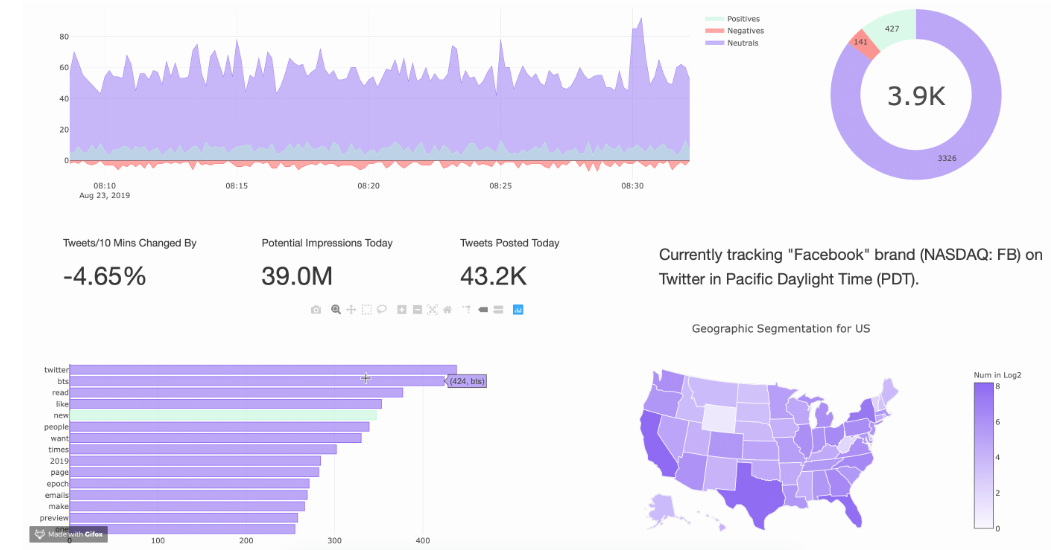 80
60
40
20
0
08:10
08:15
08:20
08:25
08:30
Aug 23, 2019
Positives
Negatives
Neutrals
427
141
3.9K
3326
Tweets/10 Mins Changed By
-4.65%
Potential Impressions Today
39.0M
Tweets Posted Today
43.2K
Currently tracking "Facebook" brand (NASDAQ: FB) on
Twitter in Pacific Daylight Time (PDT).
twitter
bts
(424, bts)
read
like
new
people
want
times
2019
page
epoch
emails
make
preview
one
0
100
200
300
400
Made with Gifox
Geographic Segmentation for US
Num in Log2
8
6
4
2
0